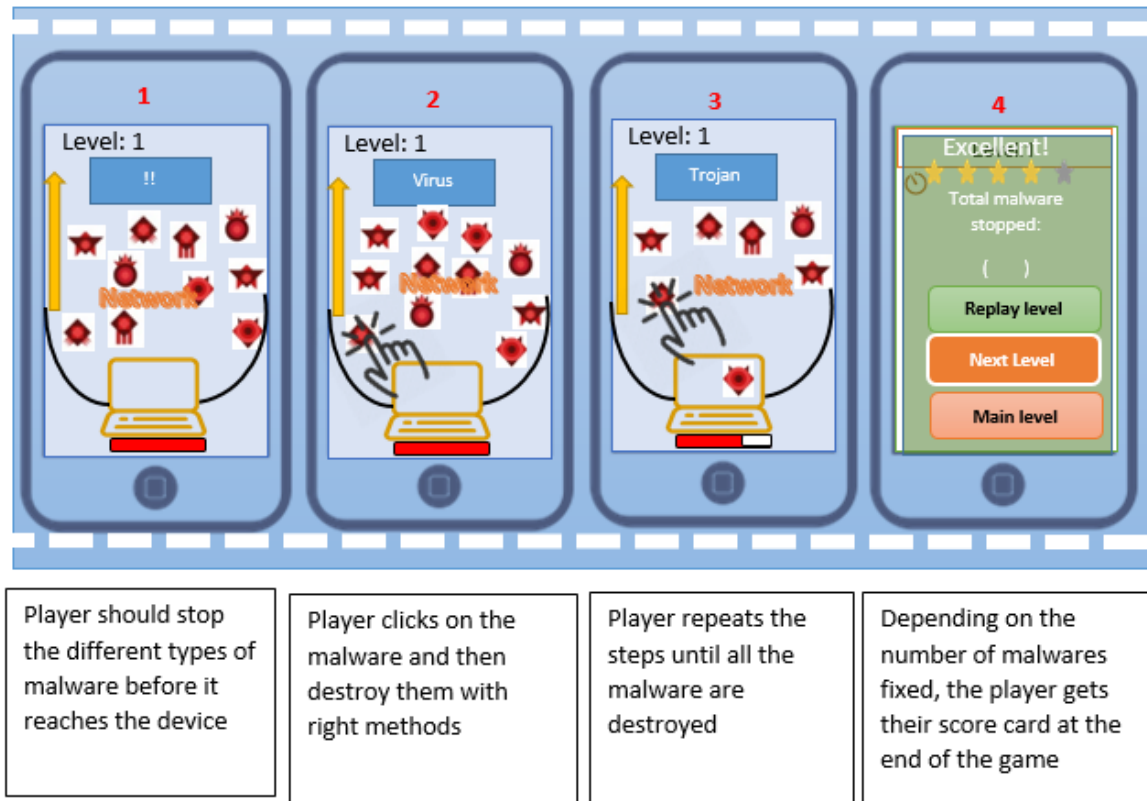 1
Level: 1
!!
Network
2
Level: 1
Virus
Network
3
Level: 1
Trojan
Network
4
Excellent!
Total malware
stopped:
( )
Replay level
Next Level
Main level
Player should stop
the different types of
malware before it
reaches the device
Player clicks on the
malware and then
destroy them with
right methods
Player repeats the
steps until all the
malware are
destroyed
Depending on the
number of malwares
fixed, the player gets
their score card at the
end of the game